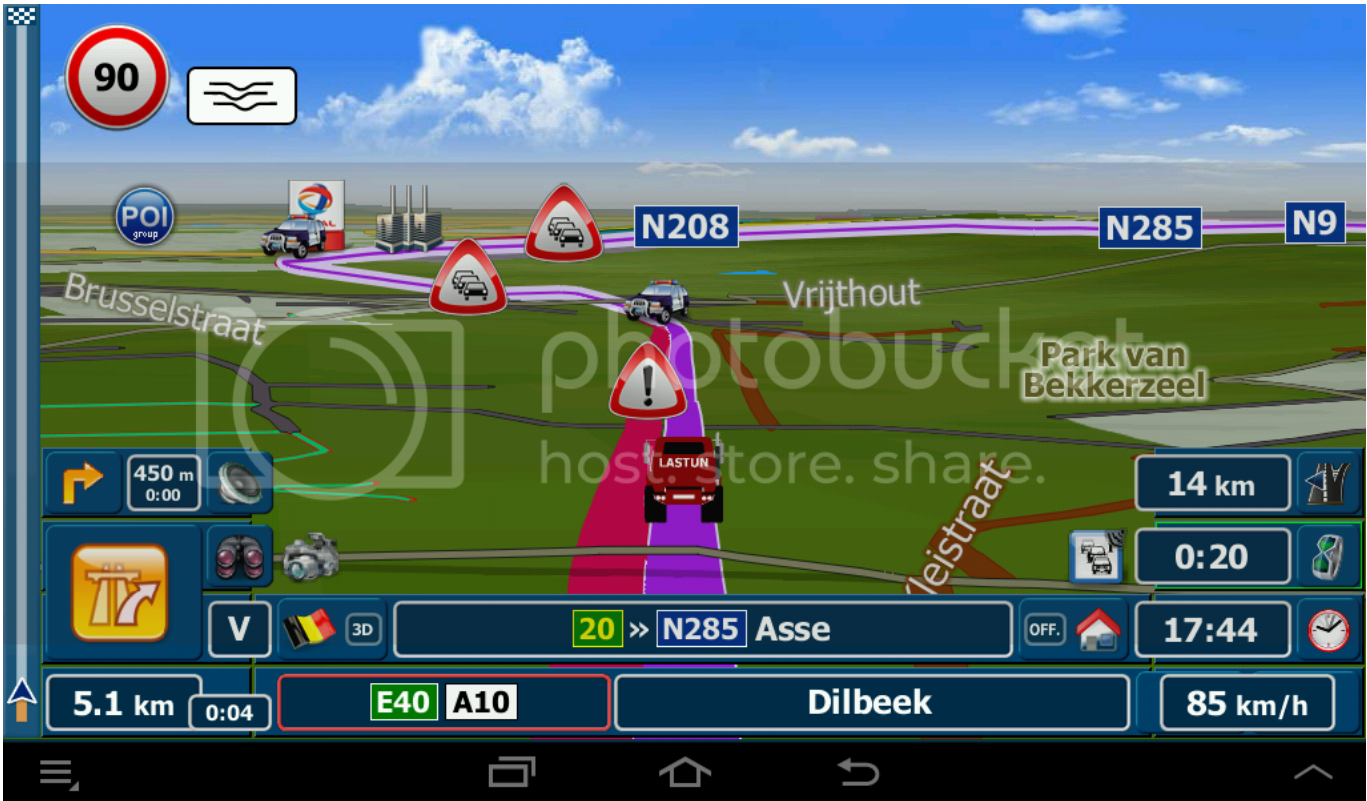 90
POI
group
N208
N285
N9
Brusselstraat
Vrijthout
photobucket
Park van
Bekkerzeel
host. store. share.
LASTUN
450 m
0:00
14 km
0:20
V
3D
20 » N285 Asse
OFF.
17:44
5.1 km
0:04
E40 A10
Dilbeek
85 km/h